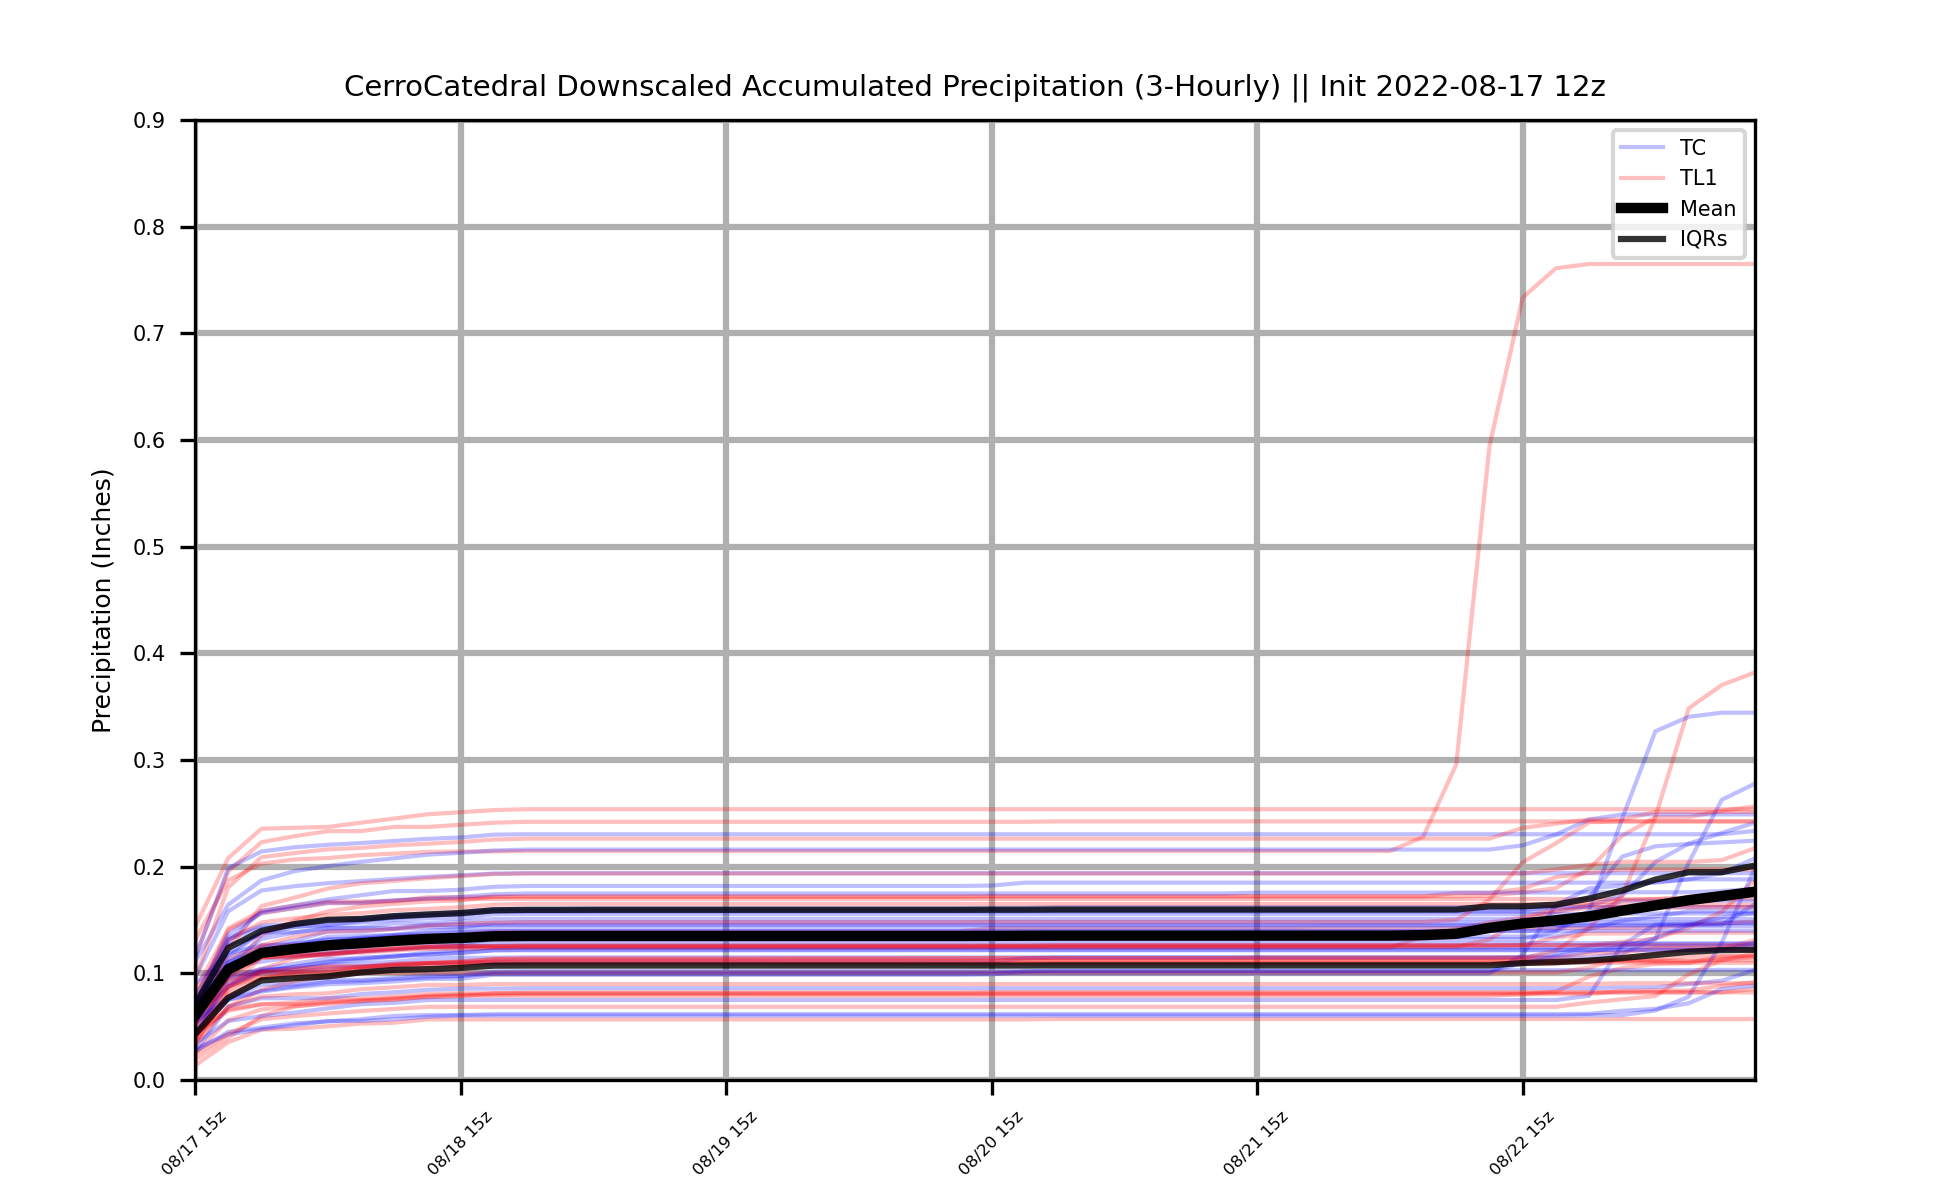 CerroCatedral Downscaled Accumulated Precipitation (3-Hourly) || Init 2022-08-17 12z
TC
TL1
Mean
IQRs
Precipitation (Inches)
0.9
0.8
0.7
0.6
0.5
0.4
0.3
0.2
0.1
0.0
08/17 15z
08/18 15z
08/19 15z
08/20 15z
08/21 15z
08/22 15z